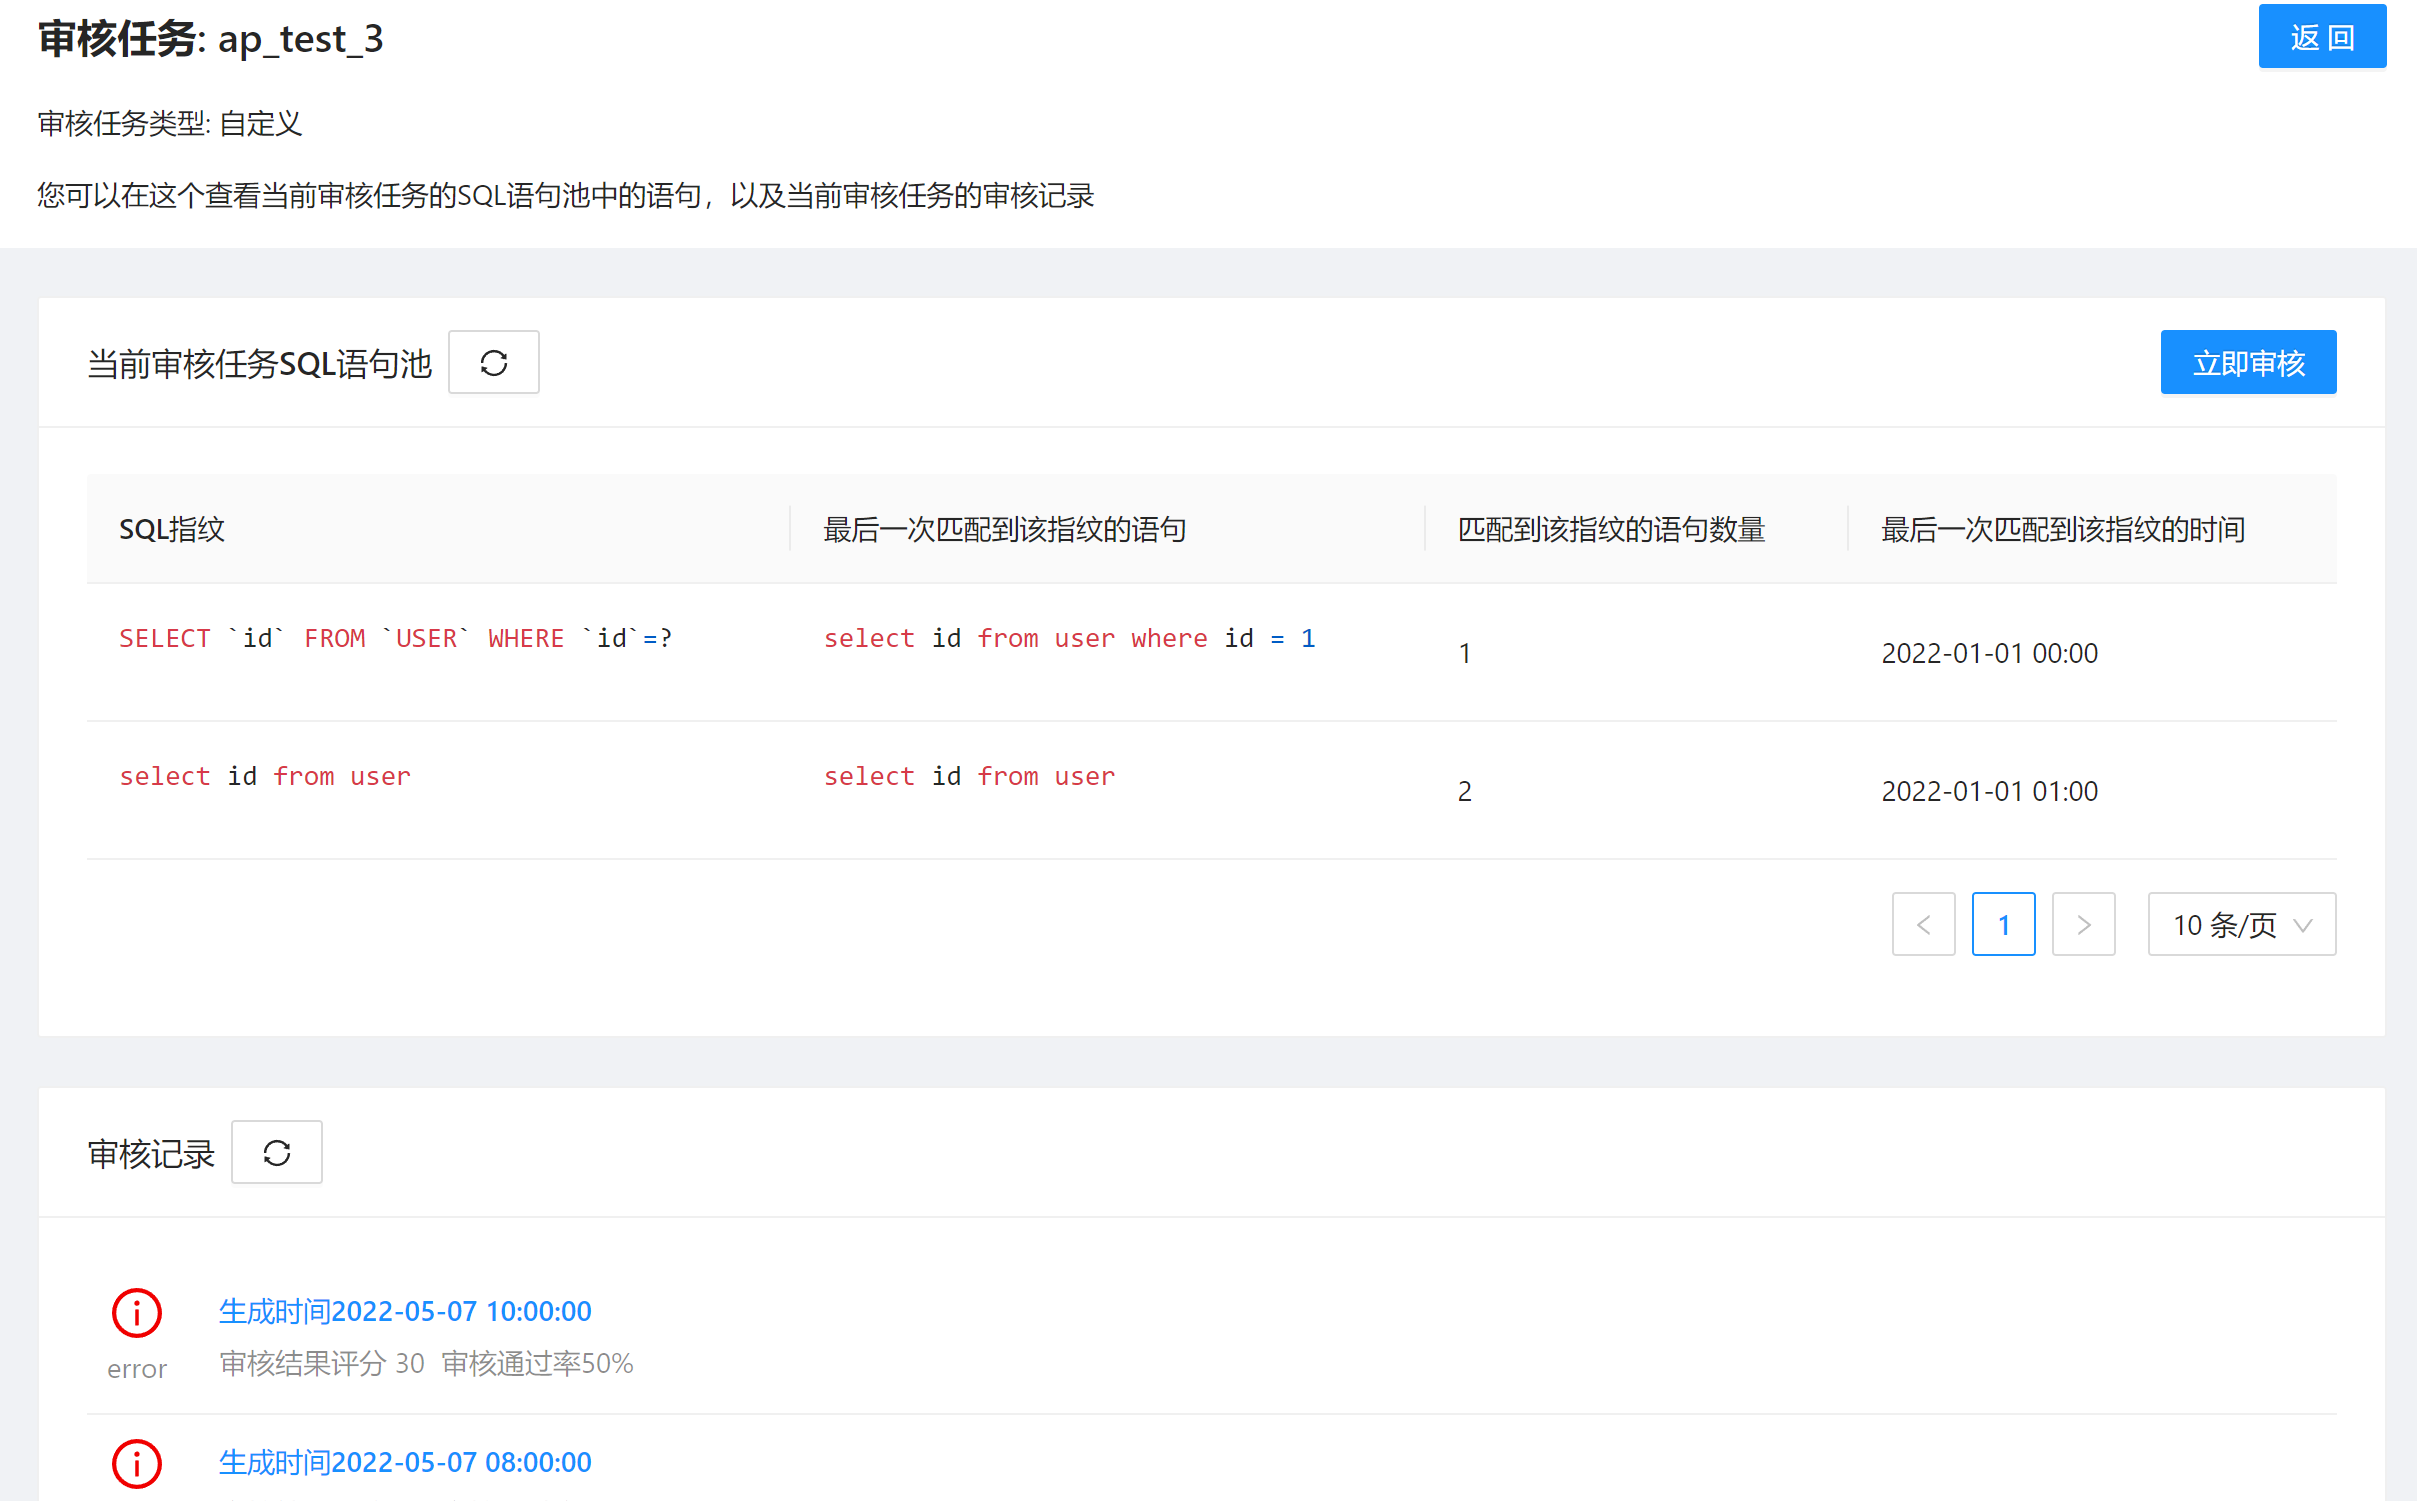 审核任务: ap_test_3
返 回
审核任务类型: 自定义
您可以在这个查看当前审核任务的SQL语句池中的语句，以及当前审核任务的审核记录
当前审核任务SQL语句池
立即审核
SQL指纹 最后一次匹配到该指纹的语句 匹配到该指纹的语句数量 最后一次匹配到该指纹的时间
SELECT `id` FROM `USER` WHERE `id`=? select id from user where id = 1 1 2022-01-01 00:00
select id from user select id from user 2 2022-01-01 01:00
1 10 条/页
审核记录
生成时间2022-05-07 10:00:00
error 审核结果评分 30 审核通过率50%
生成时间2022-05-07 08:00:00